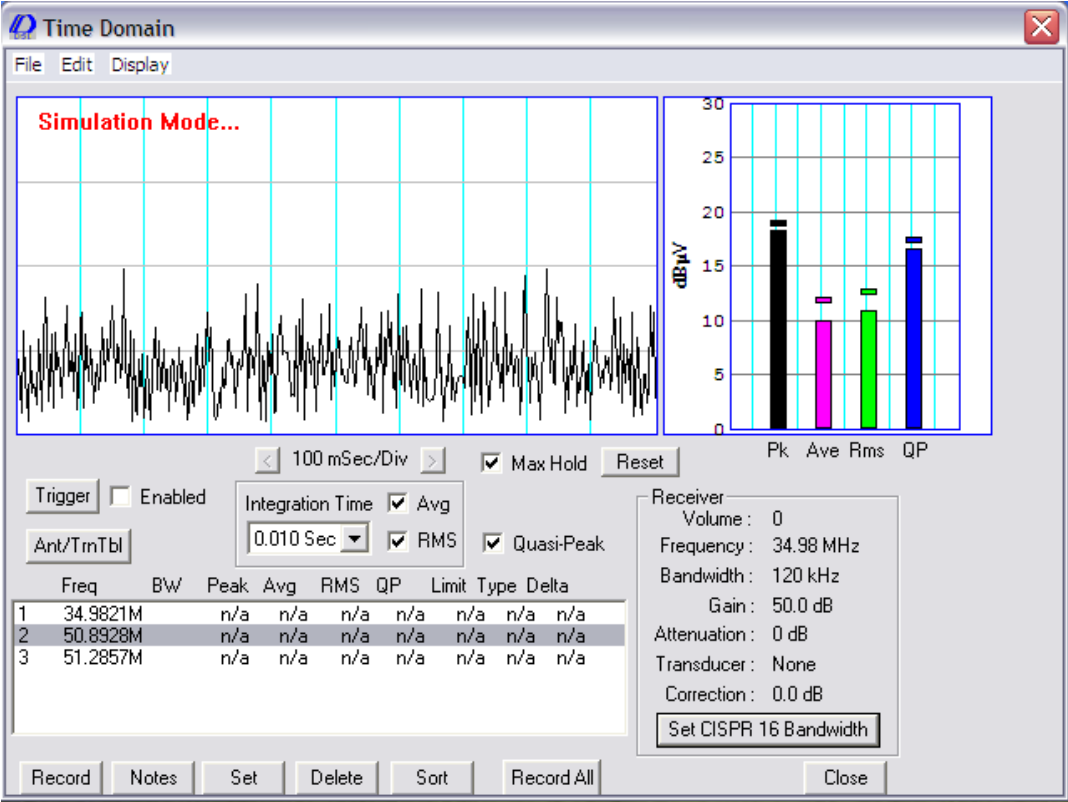 Time Domain
File Edit Display
Simulation Mode...
30
25
20
15
10
5
0
dBµV
Pk Ave Rms QP
< 100 mSec/Div > Max Hold Reset
Trigger Enabled
Integration Time Avg
0.010 Sec RMS
Quasi-Peak
Ant/TrnTbl
Freq BW Peak Avg RMS QP Limit Type Delta
1 34.9821M n/a n/a n/a n/a n/a n/a n/a
2 50.8928M n/a n/a n/a n/a n/a n/a n/a
3 51.2857M n/a n/a n/a n/a n/a n/a n/a
Receiver
Volume : 0
Frequency : 34.98 MHz
Bandwidth : 120 kHz
Gain : 50.0 dB
Attenuation : 0 dB
Transducer : None
Correction : 0.0 dB
Set CISPR 16 Bandwidth
Record Notes Set Delete Sort Record All Close